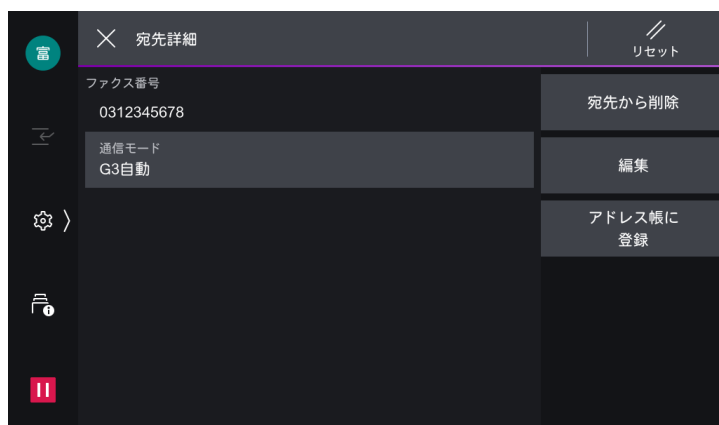 富
宛先詳細
リセット
ファクス番号
0312345678
通信モード
G3自動
宛先から削除
編集
アドレス帳に
登録